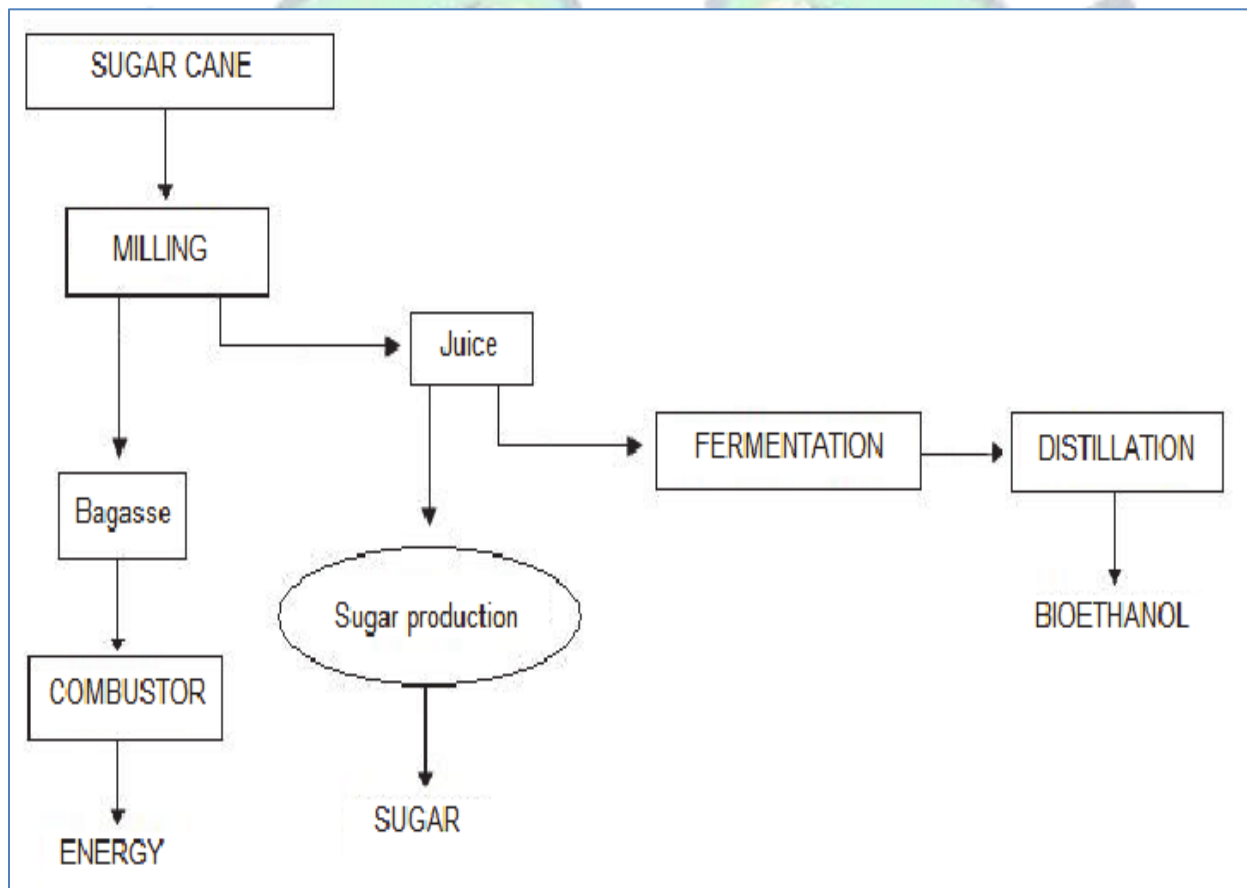 SUGAR CANE
MILLING
Juice
FERMENTATION
DISTILLATION
Bagasse
Sugar production
BIOETHANOL
COMBUSTOR
SUGAR
ENERGY